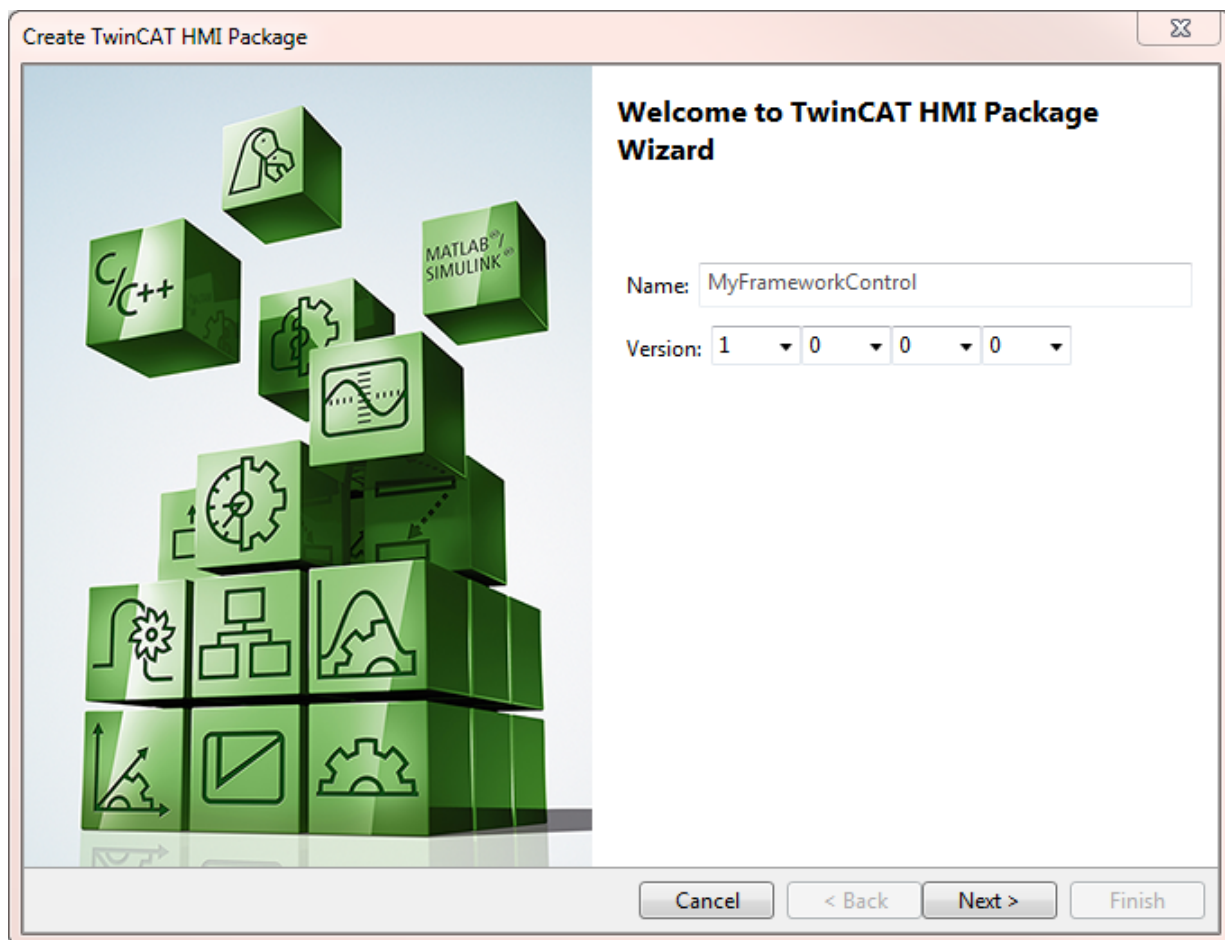 Create TwinCAT HMI Package
Welcome to TwinCAT HMI Package
Wizard
C/C++
MATLAB®/
SIMULINK®
Name: MyFrameworkControl
Version: 1 0 0 0
Cancel < Back Next > Finish